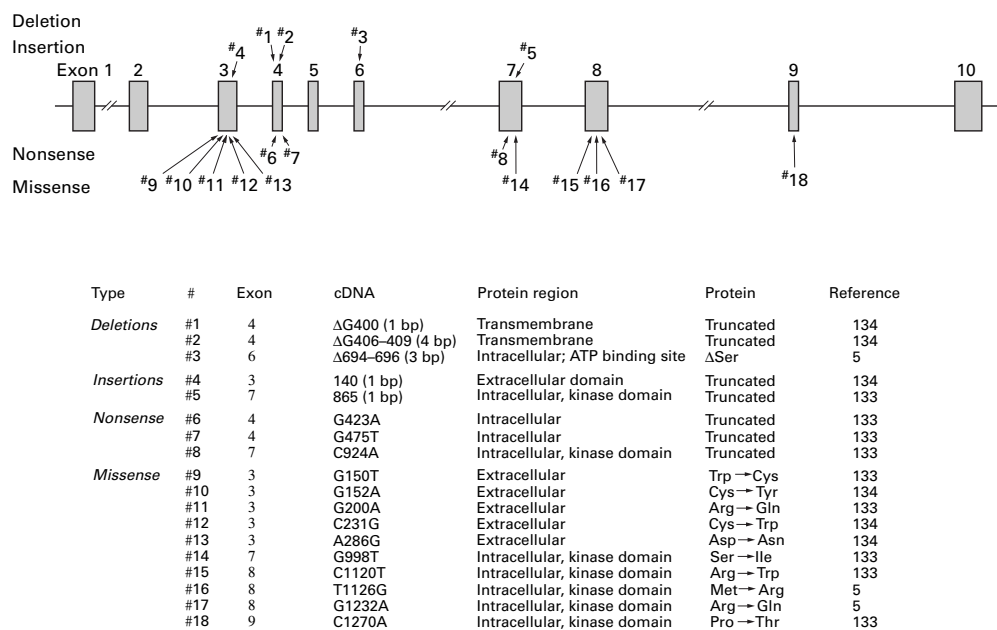 Deletion
Insertion
#1 #2 #3
#4 #5
Exon 1 2 3 4 5 6 7 8 9 10
Nonsense
#6 #7 #8
Missense
#9 #10 #11 #12 #13 #14 #15 #16 #17 #18
Type # Exon cDNA Protein region Protein Reference
Deletions #1 4 ΔG400 (1 bp) Transmembrane Truncated 134
#2 4 ΔG406–409 (4 bp) Transmembrane Truncated 134
#3 6 Δ694–696 (3 bp) Intracellular; ATP binding site ΔSer 5
Insertions #4 3 140 (1 bp) Extracellular domain Truncated 134
#5 7 865 (1 bp) Intracellular, kinase domain Truncated 133
Nonsense #6 4 G423A Intracellular Truncated 133
#7 4 G475T Intracellular Truncated 133
#8 7 C924A Intracellular, kinase domain Truncated 133
Missense #9 3 G150T Extracellular Trp→Cys 133
#10 3 G152A Extracellular Cys→Tyr 134
#11 3 G200A Extracellular Arg→Gln 133
#12 3 C231G Extracellular Cys→Trp 134
#13 3 A286G Extracellular Asp→Asn 134
#14 7 G998T Intracellular, kinase domain Ser→Ile 133
#15 8 C1120T Intracellular, kinase domain Arg→Trp 133
#16 8 T1126G Intracellular, kinase domain Met→Arg 5
#17 8 G1232A Intracellular, kinase domain Arg→Gln 5
#18 9 C1270A Intracellular, kinase domain Pro→Thr 133